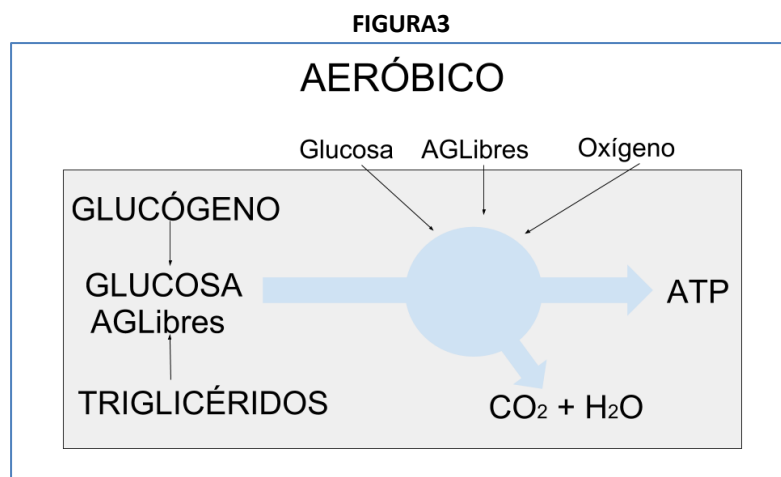 FIGURA3
AERÓBICO
Glucosa AGLibres Oxígeno
GLUCÓGENO
GLUCOSA
AGLibres
ATP
TRIGLICÉRIDOS
CO₂ + H₂O